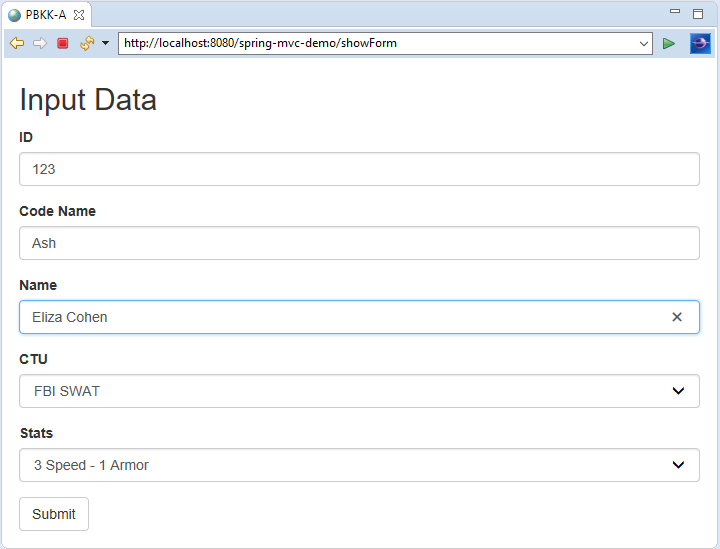 PBKK-A
http://localhost:8080/spring-mvc-demo/showForm
Input Data
ID
123
Code Name
Ash
Name
Eliza Cohen
CTU
FBI SWAT
Stats
3 Speed - 1 Armor
Submit